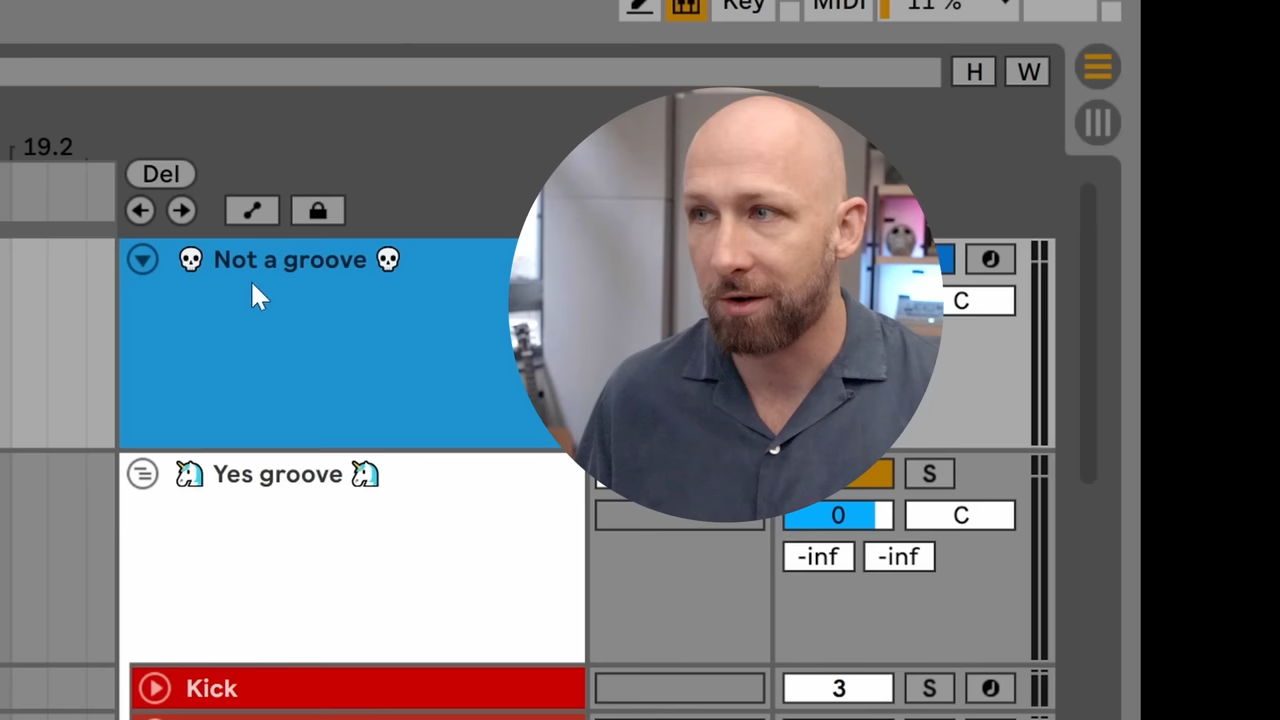 Key MIDI 11 %
H W
19.2
Del
💀 Not a groove 💀
C
🦄 Yes groove 🦄
S
0 C
-inf -inf
Kick 3 S